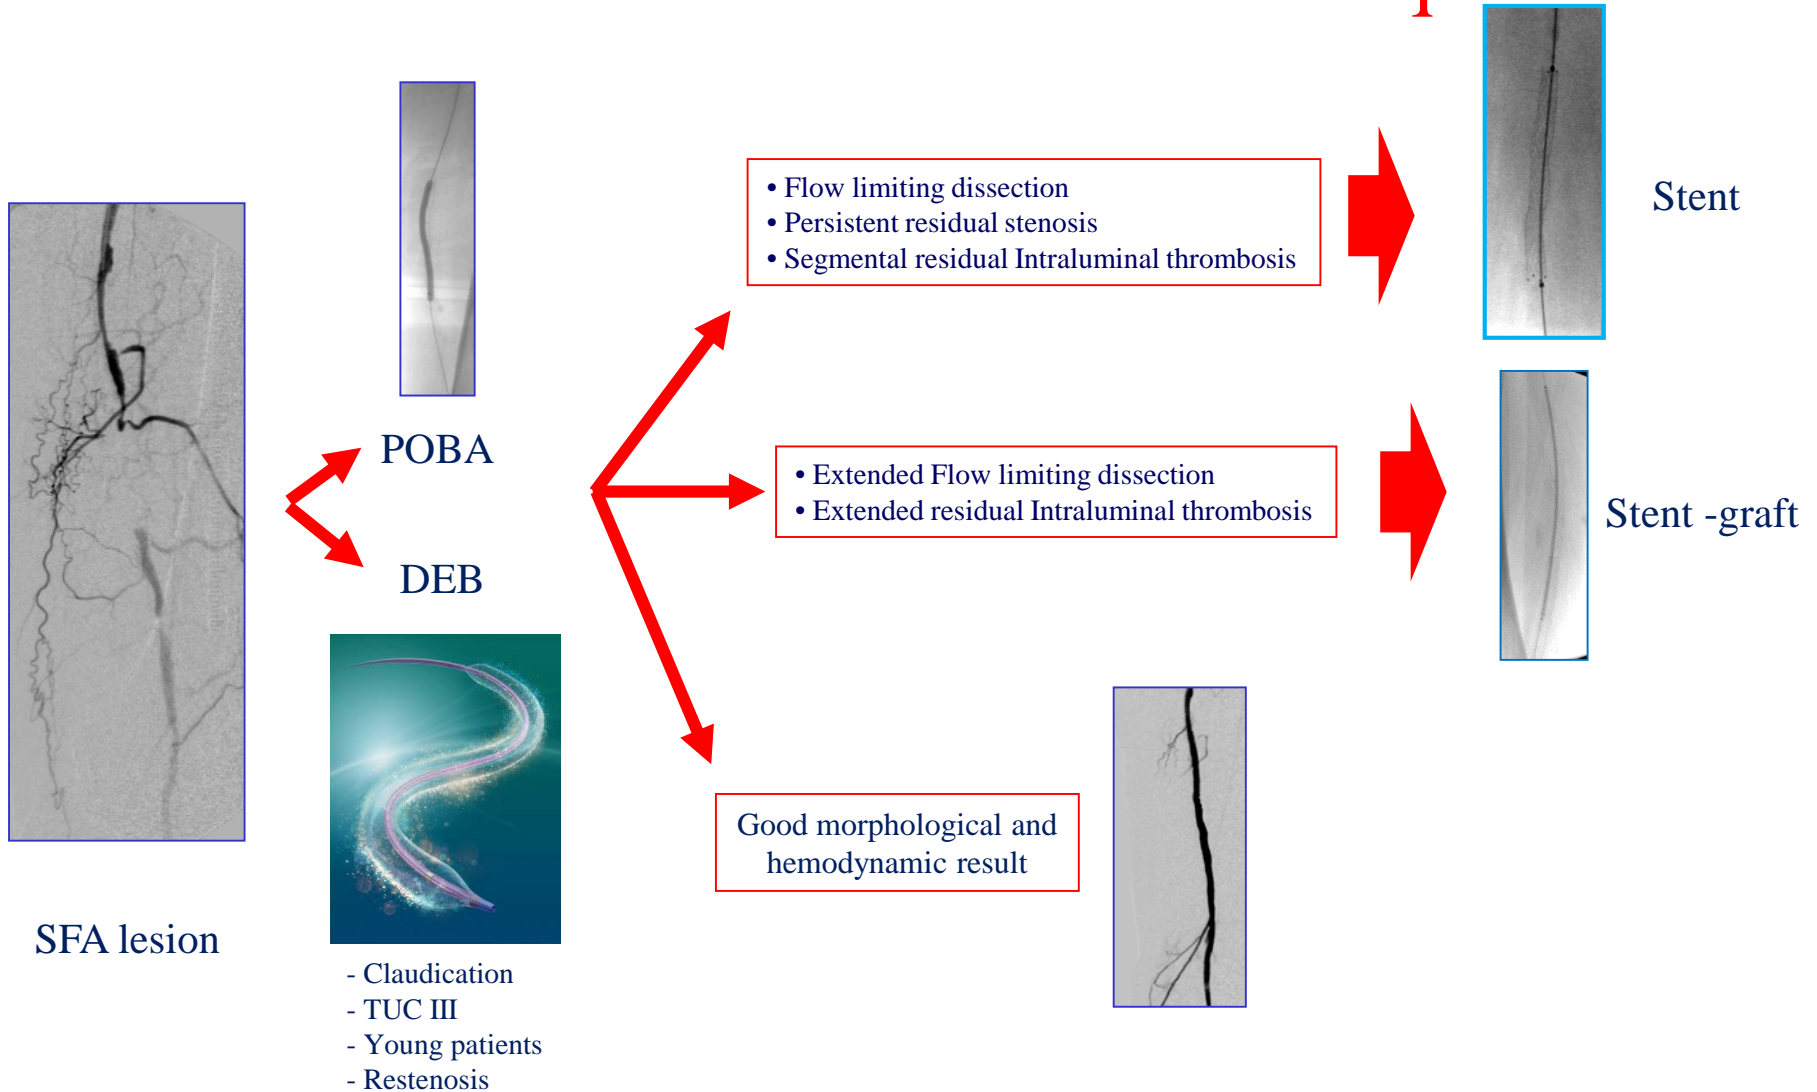 SFA lesion
POBA
DEB
- Claudication
- TUC III
- Young patients
- Restenosis
• Flow limiting dissection
• Persistent residual stenosis
• Segmental residual Intraluminal thrombosis
Stent
• Extended Flow limiting dissection
• Extended residual Intraluminal thrombosis
Stent -graft
Good morphological and
hemodynamic result